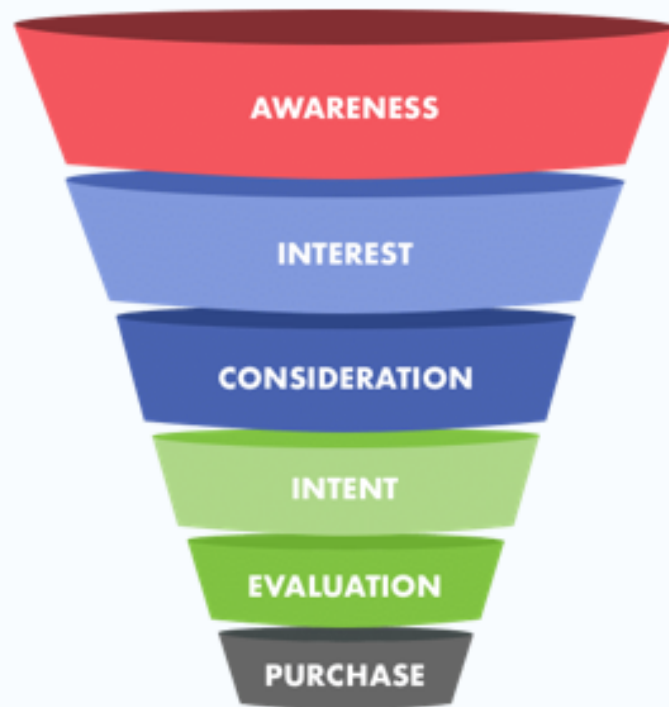 AWARENESS
INTEREST
CONSIDERATION
INTENT
EVALUATION
PURCHASE